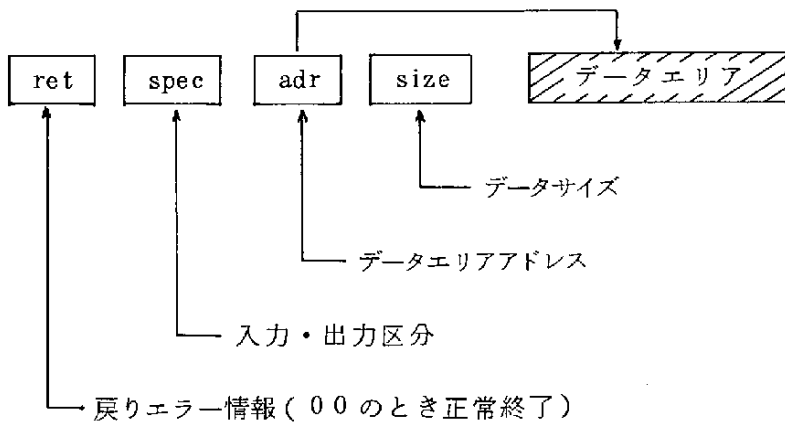 ret spec adr size データエリア
データサイズ
データエリアアドレス
入力・出力区分
戻りエラー情報(00のとき正常終了)